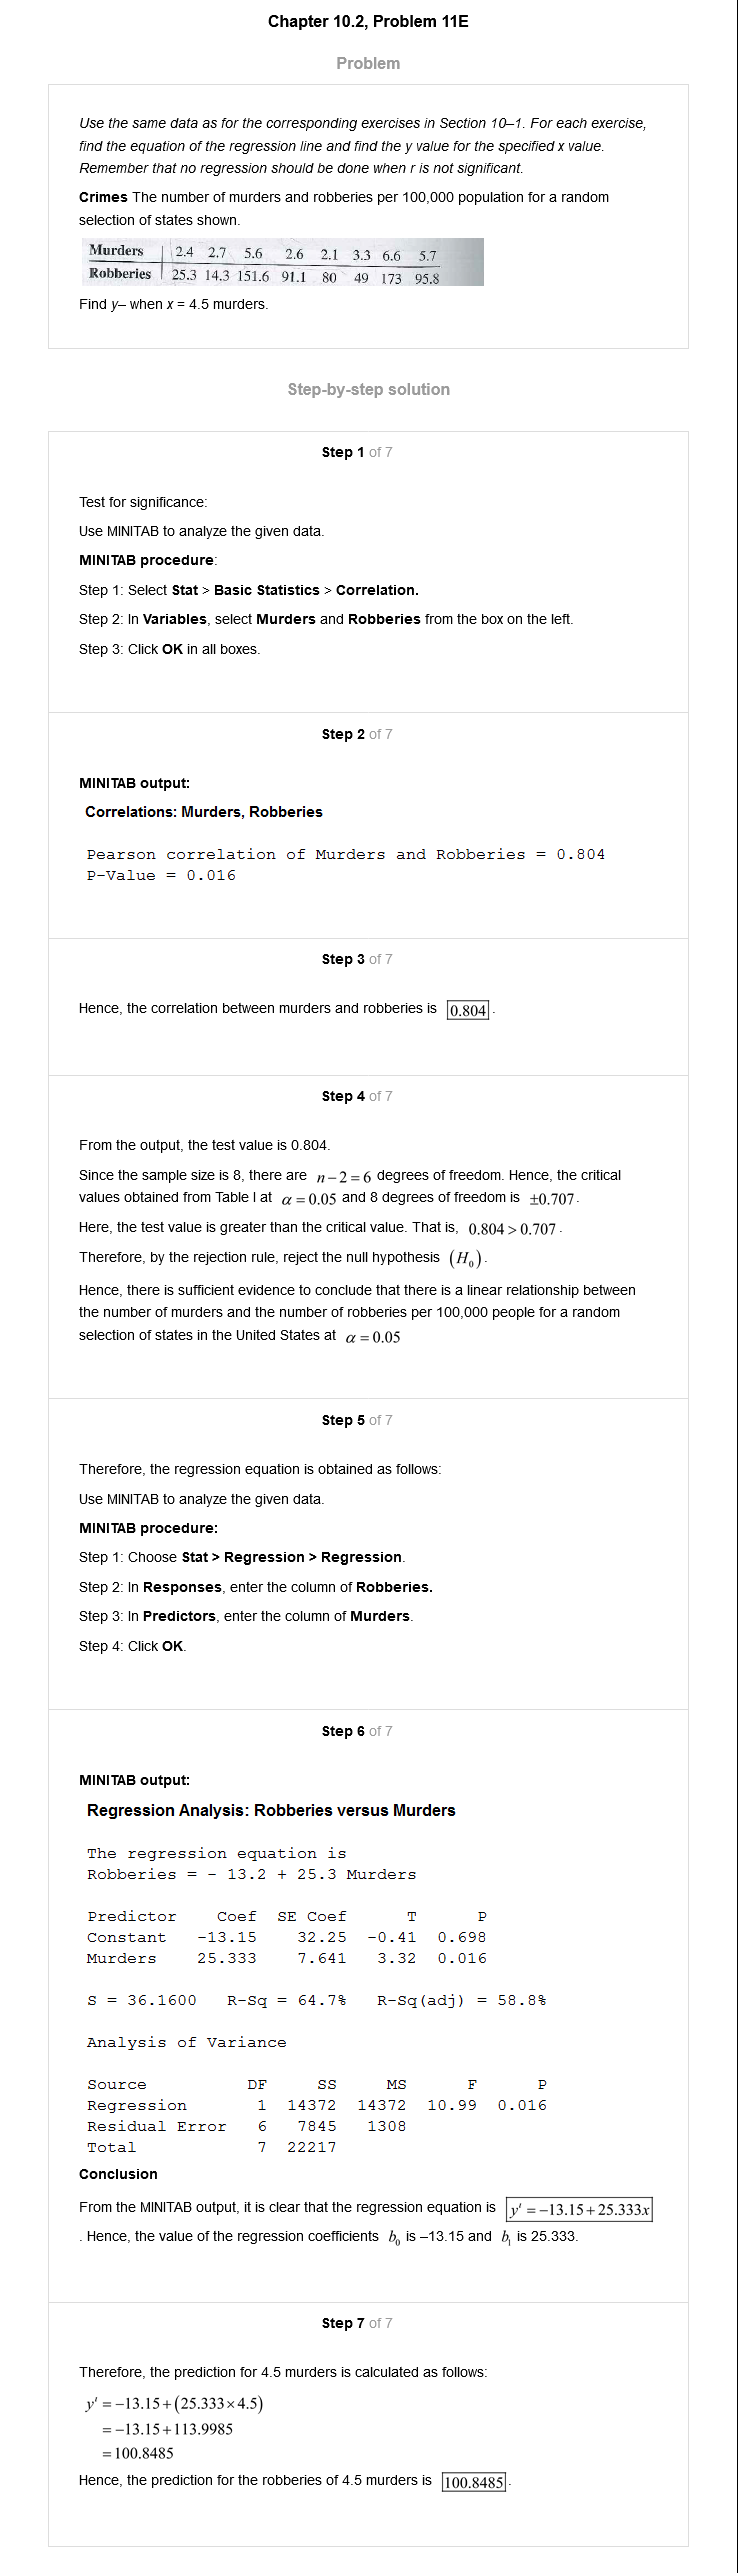 Chapter 10.2, Problem 11E
Problem
Use the same data as for the corresponding exercises in Section 10–1. For each exercise,
find the equation of the regression line and find the y value for the specified x value.
Remember that no regression should be done when r is not significant.
Crimes The number of murders and robberies per 100,000 population for a random
selection of states shown.
Murders 2.4 2.7 5.6 2.6 2.1 3.3 6.6 5.7
Robberies 25.3 14.3 151.6 91.1 80 49 173 95.8
Find y– when x = 4.5 murders.
Step-by-step solution
Step 1 of 7
Test for significance:
Use MINITAB to analyze the given data.
MINITAB procedure:
Step 1: Select Stat > Basic Statistics > Correlation.
Step 2: In Variables, select Murders and Robberies from the box on the left.
Step 3: Click OK in all boxes.
Step 2 of 7
MINITAB output:
Correlations: Murders, Robberies
Pearson correlation of Murders and Robberies = 0.804
P-Value = 0.016
Step 3 of 7
Hence, the correlation between murders and robberies is 0.804.
Step 4 of 7
From the output, the test value is 0.804.
Since the sample size is 8, there are n − 2 = 6 degrees of freedom. Hence, the critical
values obtained from Table I at α = 0.05 and 8 degrees of freedom is ±0.707.
Here, the test value is greater than the critical value. That is, 0.804 > 0.707.
Therefore, by the rejection rule, reject the null hypothesis (H₀).
Hence, there is sufficient evidence to conclude that there is a linear relationship between
the number of murders and the number of robberies per 100,000 people for a random
selection of states in the United States at α = 0.05
Step 5 of 7
Therefore, the regression equation is obtained as follows:
Use MINITAB to analyze the given data.
MINITAB procedure:
Step 1: Choose Stat > Regression > Regression.
Step 2: In Responses, enter the column of Robberies.
Step 3: In Predictors, enter the column of Murders.
Step 4: Click OK.
Step 6 of 7
MINITAB output:
Regression Analysis: Robberies versus Murders
The regression equation is
Robberies = - 13.2 + 25.3 Murders
Predictor Coef SE Coef T P
Constant -13.15 32.25 -0.41 0.698
Murders 25.333 7.641 3.32 0.016
S = 36.1600 R-Sq = 64.7% R-Sq(adj) = 58.8%
Analysis of Variance
Source DF SS MS F P
Regression 1 14372 14372 10.99 0.016
Residual Error 6 7845 1308
Total 7 22217
Conclusion
From the MINITAB output, it is clear that the regression equation is y' = −13.15 + 25.333x
. Hence, the value of the regression coefficients b₀ is –13.15 and b₁ is 25.333.
Step 7 of 7
Therefore, the prediction for 4.5 murders is calculated as follows:
y' = −13.15 + (25.333 × 4.5)
= −13.15 + 113.9985
= 100.8485
Hence, the prediction for the robberies of 4.5 murders is 100.8485.